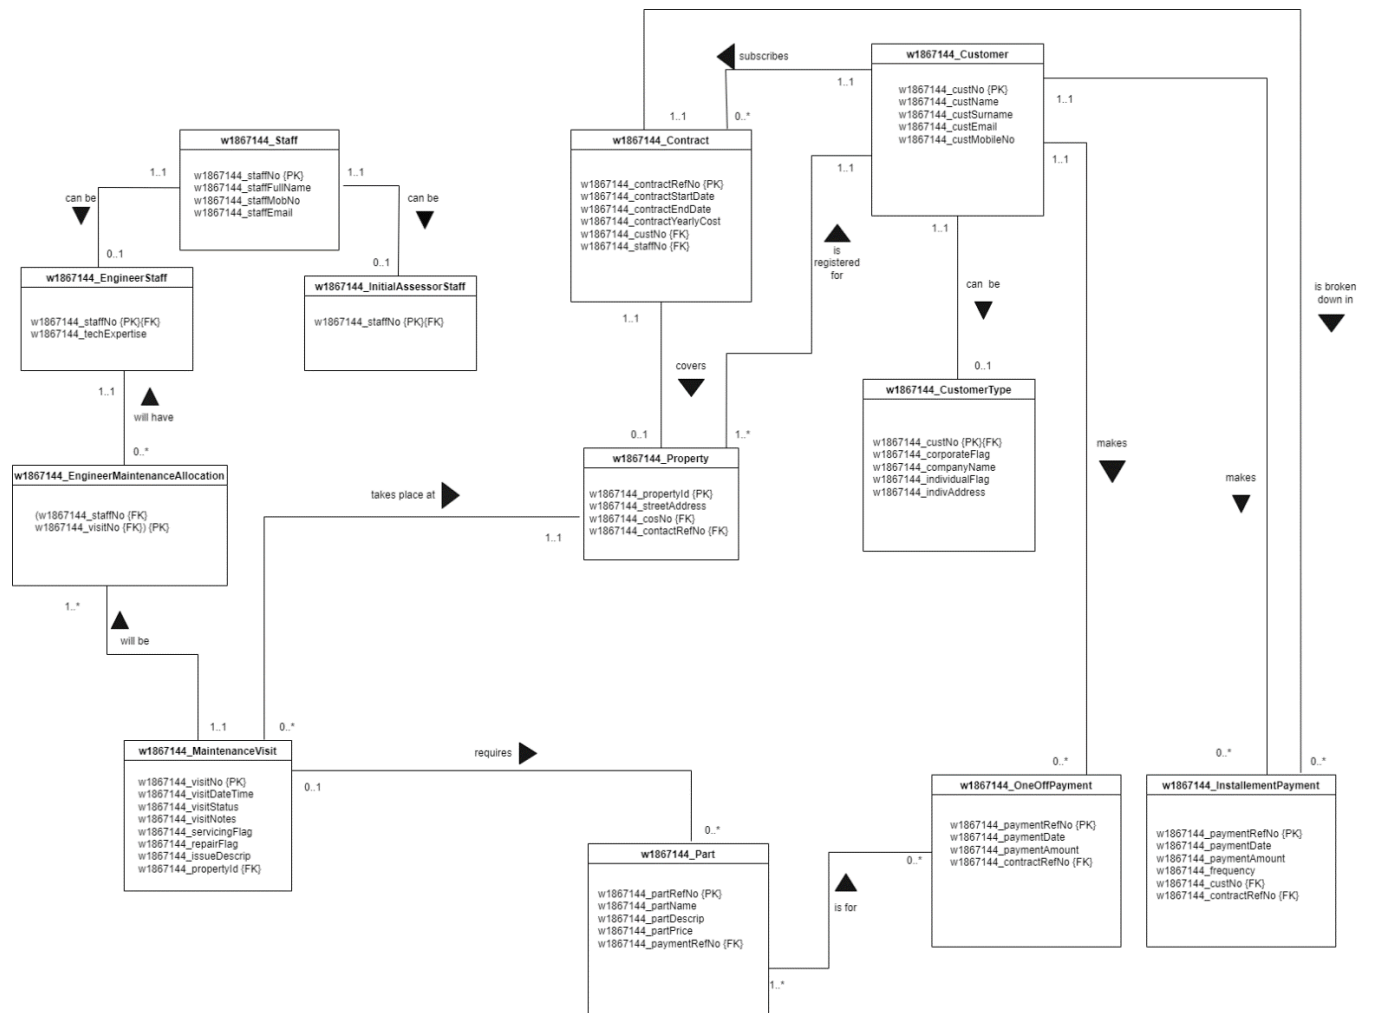 subscribes
1..1
1..1
0..*
w1867144_Customer
w1867144_custNo {PK}
w1867144_custName
w1867144_custSurname
w1867144_custEmail
w1867144_custMobileNo
1..1
1..1
1..1
1..1
w1867144_Staff
w1867144_staffNo {PK}
w1867144_staffFullName
w1867144_staffMobNo
w1867144_staffEmail
1..1
1..1
can be
can be
0..1
0..1
w1867144_Contract
w1867144_contractRefNo {PK}
w1867144_contractStartDate
w1867144_contractEndDate
w1867144_contractYearlyCost
w1867144_custNo {FK}
w1867144_staffNo {FK}
is
registered
for
w1867144_EngineerStaff
w1867144_staffNo {PK}{FK}
w1867144_techExpertise
w1867144_InitialAssessorStaff
w1867144_staffNo {PK}{FK}
1..1
can be
0..1
is broken
down in
covers
0..1
1..*
w1867144_CustomerType
w1867144_custNo {PK}{FK}
w1867144_corporateFlag
w1867144_companyName
w1867144_individualFlag
w1867144_indivAddress
1..1
will have
0..*
w1867144_EngineerMaintenanceAllocation
(w1867144_staffNo {FK}
w1867144_visitNo {FK}) {PK}
w1867144_Property
w1867144_propertyId {PK}
w1867144_streetAddress
w1867144_cosNo {FK}
w1867144_contactRefNo {FK}
takes place at
1..1
makes
makes
1..*
will be
1..1
0..*
w1867144_MaintenanceVisit
w1867144_visitNo {PK}
w1867144_visitDateTime
w1867144_visitStatus
w1867144_visitNotes
w1867144_servicingFlag
w1867144_repairFlag
w1867144_issueDescrip
w1867144_propertyId {FK}
requires
0..1
0..*
w1867144_Part
w1867144_partRefNo {PK}
w1867144_partName
w1867144_partDescrip
w1867144_partPrice
w1867144_paymentRefNo {FK}
1..*
is for
0..*
0..*
w1867144_OneOffPayment
w1867144_paymentRefNo {PK}
w1867144_paymentDate
w1867144_paymentAmount
w1867144_contractRefNo {FK}
0..*
0..*
w1867144_InstallementPayment
w1867144_paymentRefNo {PK}
w1867144_paymentDate
w1867144_paymentAmount
w1867144_frequency
w1867144_custNo {FK}
w1867144_contractRefNo {FK}